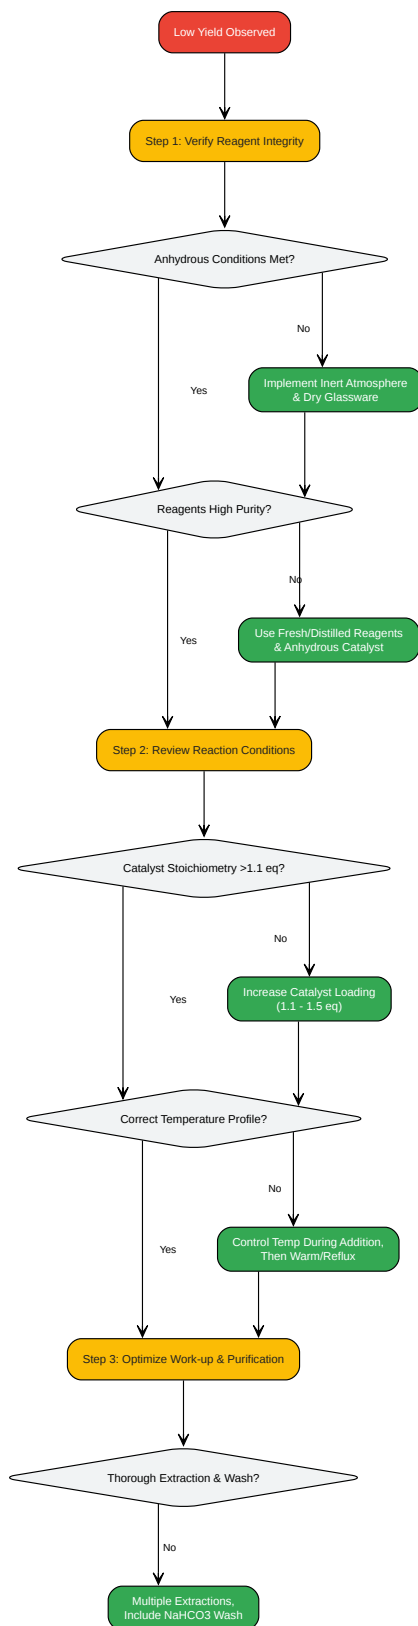 Low Yield Observed
Step 1: Verify Reagent Integrity
Anhydrous Conditions Met?
No
Implement Inert Atmosphere
& Dry Glassware
Yes
Reagents High Purity?
No
Use Fresh/Distilled Reagents
& Anhydrous Catalyst
Yes
Step 2: Review Reaction Conditions
Catalyst Stoichiometry >1.1 eq?
No
Increase Catalyst Loading
(1.1 - 1.5 eq)
Yes
Correct Temperature Profile?
No
Control Temp During Addition,
Then Warm/Reflux
Yes
Step 3: Optimize Work-up & Purification
Thorough Extraction & Wash?
No
Multiple Extractions,
Include NaHCO3 Wash